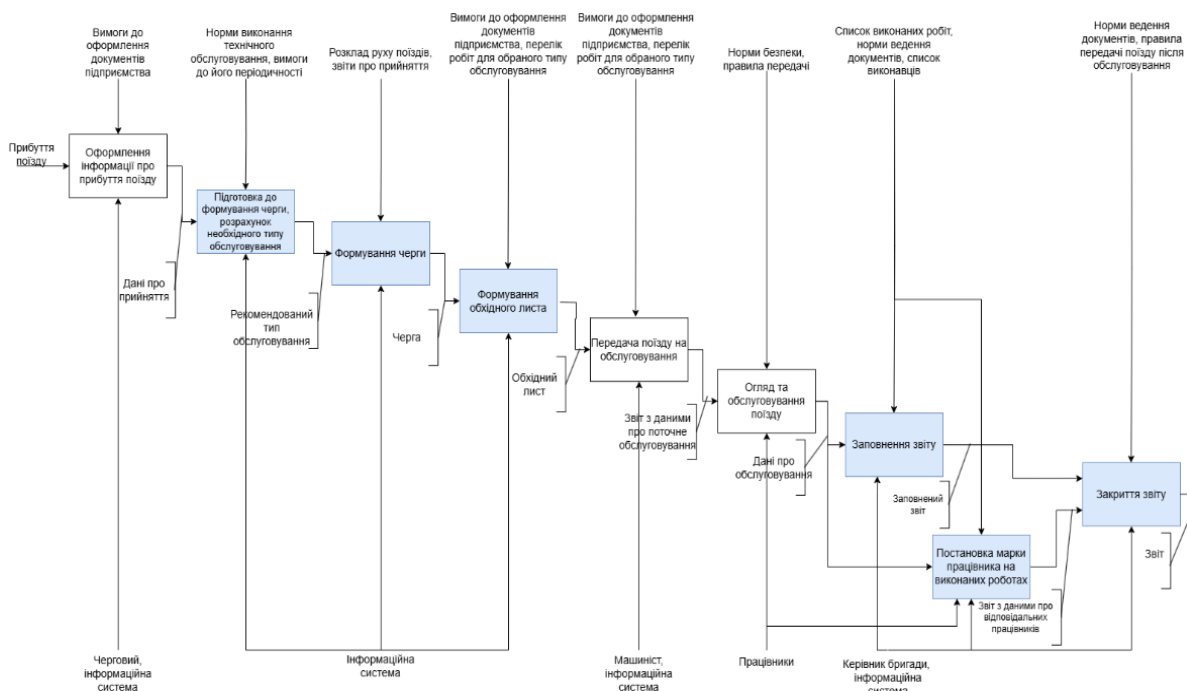 Вимоги до
оформлення
документів
підприємства
Норми виконання
технічного
обслуговування, вимоги
до його періодичності
Розклад руху поїздів,
звіти про прийняття
Вимоги до оформлення
документів
підприємства, перелік
робіт для обраного типу
обслуговування
Вимоги до оформлення
документів
підприємства, перелік
робіт для обраного типу
обслуговування
Норми безпеки,
правила передачі
Список виконаних робіт,
норми ведення
документів, список
виконавців
Норми ведення
документів, правила
передачі поїзду після
обслуговування
Прибуття
поїзду
Оформлення
інформації про
прибуття поїзду
Підготовка до
формування черги,
розрахунок
необхідного типу
обслуговування
Формування черги
Формування
обхідного листа
Передача поїзду на
обслуговування
Огляд та
обслуговування
поїзду
Заповнення звіту
Закриття звіту
Постановка марки
працівника на
виконаних роботах
Дані про
прийняття
Рекомендований
тип
обслуговування
Черга
Обхідний
лист
Звіт з даними
про поточне
обслуговування
Дані про
обслуговування
Заповнений
звіт
Звіт з даними про
відповідальних
працівників
Звіт
Черговий,
інформаційна
система
Інформаційна
система
Машиніст,
інформаційна
система
Працівники
Керівник бригади,
інформаційна
система